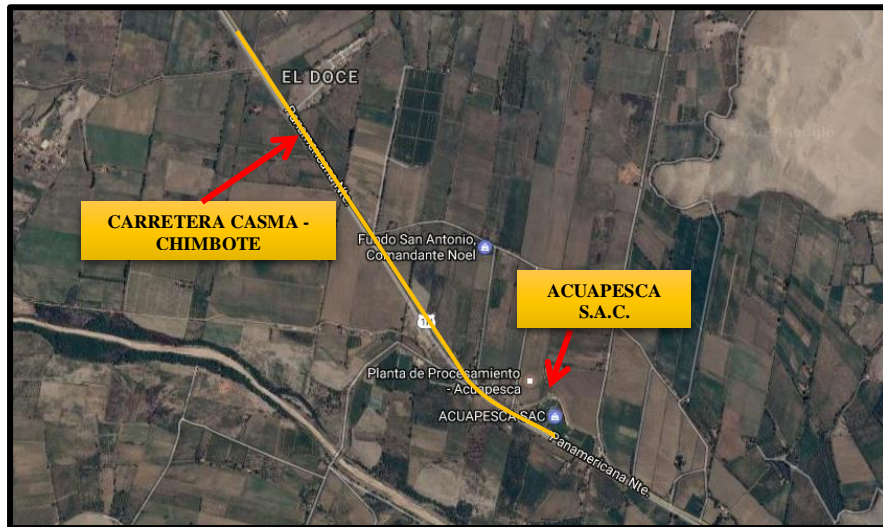 EL DOCE
Panamericana Nte.
CARRETERA CASMA -
CHIMBOTE
Fundo San Antonio,
Comandante Noel
ACUAPESCA
S.A.C.
Planta de Procesamiento
- Acuapesca
ACUAPESCA SAC
Panamericana Nte.